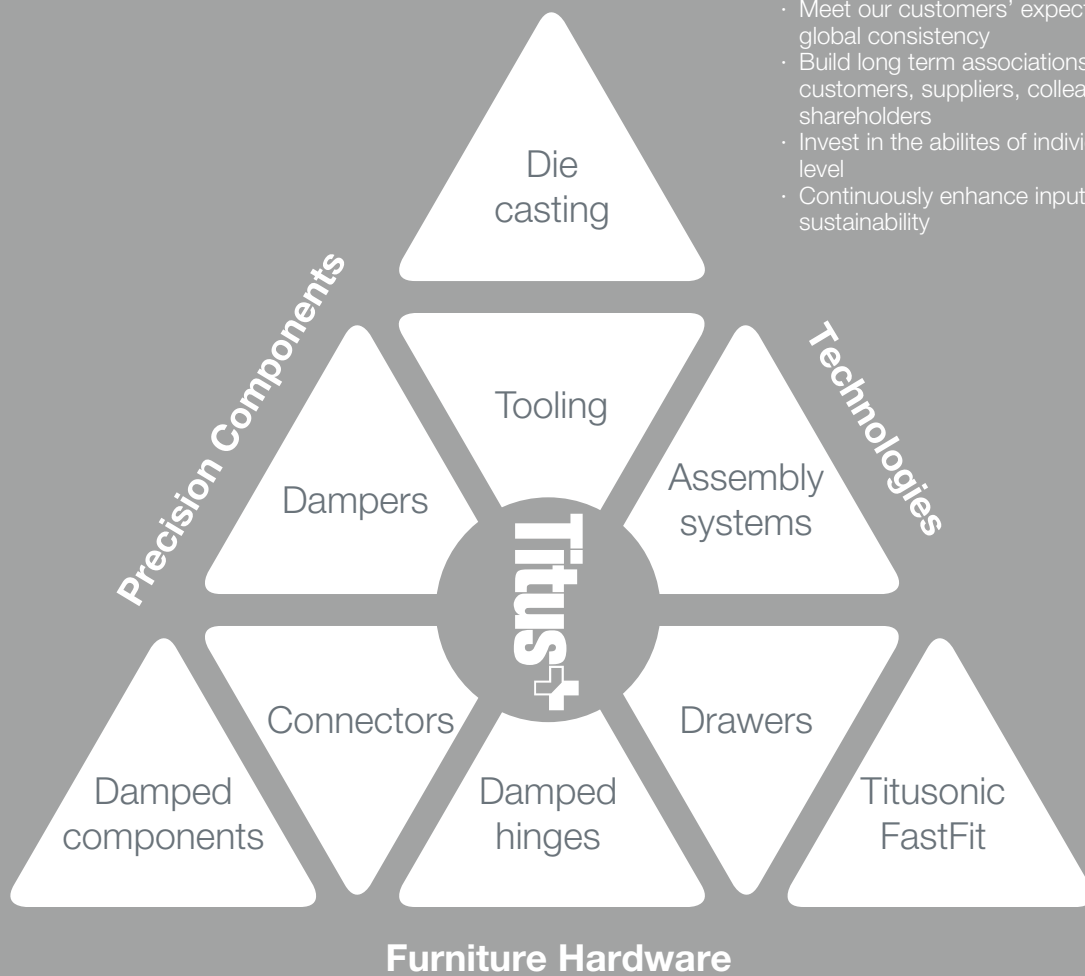 · Meet our customers’ expect
global consistency
· Build long term associations
customers, suppliers, collea
shareholders
· Invest in the abilites of indivi
level
· Continuously enhance input
sustainability
Die
casting
Precision Components
Technologies
Tooling
Dampers
Assembly
systems
Titus+
Connectors
Drawers
Damped
components
Damped
hinges
Titusonic
FastFit
Furniture Hardware